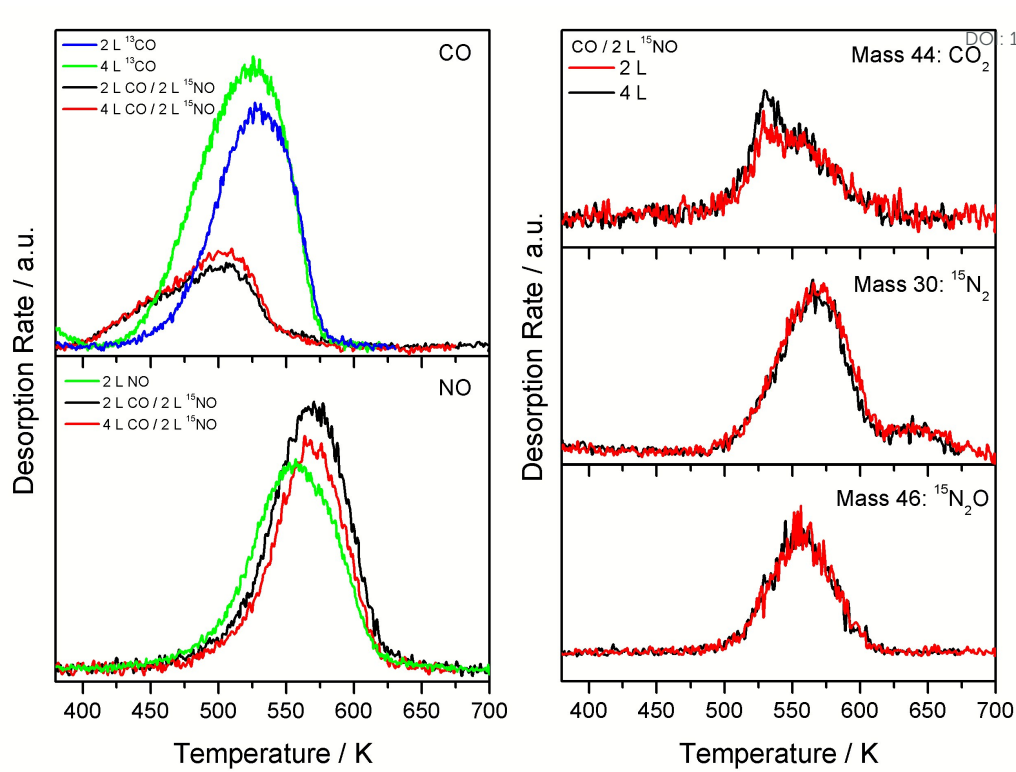 2 L ¹³CO
4 L ¹³CO
2 L CO / 2 L ¹⁵NO
4 L CO / 2 L ¹⁵NO
CO
2 L NO
2 L CO / 2 L ¹⁵NO
4 L CO / 2 L ¹⁵NO
NO
Desorption Rate / a.u.
400 450 500 550 600 650 700
Temperature / K
DOI: 1
CO / 2 L ¹⁵NO
2 L
4 L
Mass 44: CO₂
Mass 30: ¹⁵N₂
Mass 46: ¹⁵N₂O
Desorption Rate / a.u.
400 450 500 550 600 650 700
Temperature / K